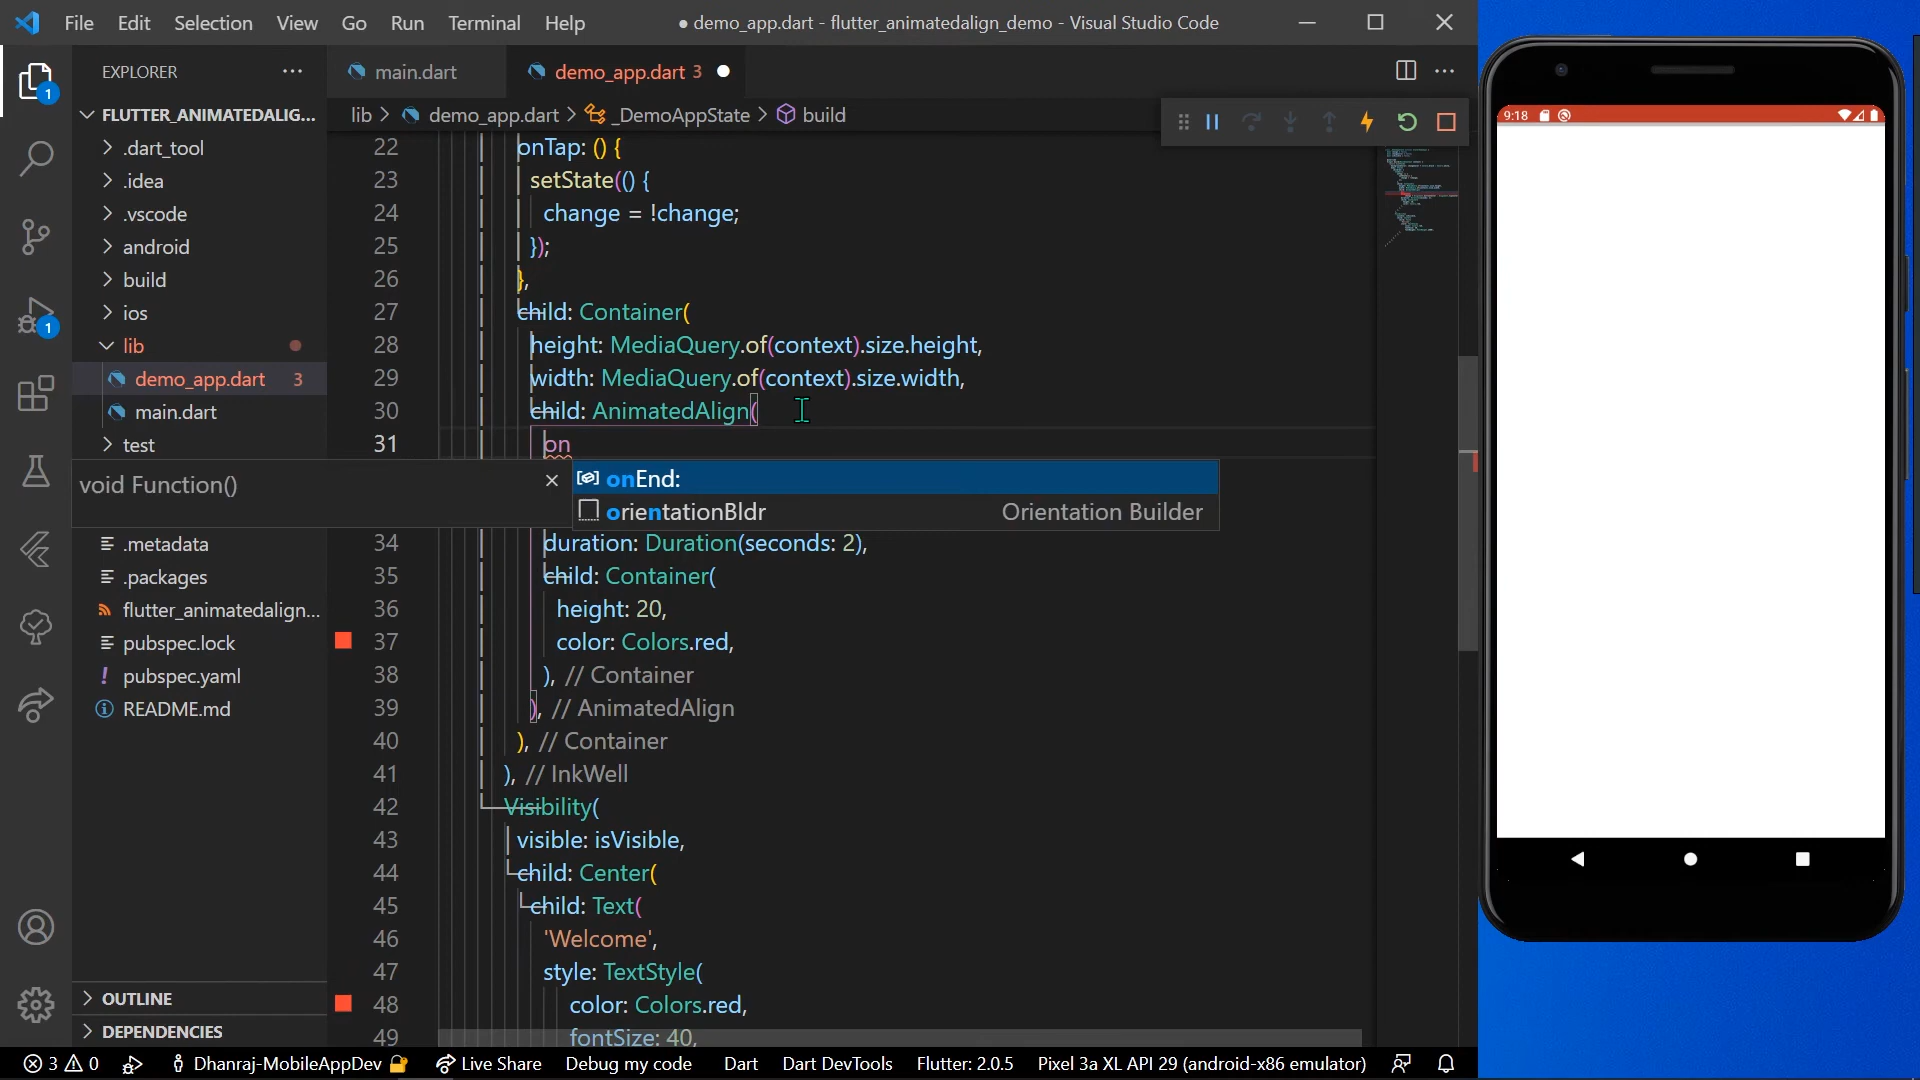 File Edit Selection View Go Run Terminal Help ● demo_app.dart - flutter_animatedalign_demo - Visual Studio Code
EXPLORER ...
main.dart
demo_app.dart 3
1
FLUTTER_ANIMATEDALIG...
lib > demo_app.dart > _DemoAppState > build
.dart_tool
.idea
.vscode
android
build
ios
1
lib
demo_app.dart 3
main.dart
test
22 onTap: () {
23 setState(() {
24 change = !change;
25 });
26 },
27 child: Container(
28 height: MediaQuery.of(context).size.height,
29 width: MediaQuery.of(context).size.width,
30 child: AnimatedAlign(
31 on
void Function()
onEnd:
orientationBldr Orientation Builder
34 duration: Duration(seconds: 2),
35 child: Container(
36 height: 20,
37 color: Colors.red,
38 ), // Container
39 ), // AnimatedAlign
40 ), // Container
41 ), // InkWell
42 Visibility(
43 visible: isVisible,
44 child: Center(
45 child: Text(
46 'Welcome',
47 style: TextStyle(
48 color: Colors.red,
49 fontSize: 40,
.metadata
.packages
flutter_animatedalign...
pubspec.lock
pubspec.yaml
README.md
OUTLINE
DEPENDENCIES
3 0 Dhanraj-MobileAppDev Live Share Debug my code Dart Dart DevTools Flutter: 2.0.5 Pixel 3a XL API 29 (android-x86 emulator)
9:18